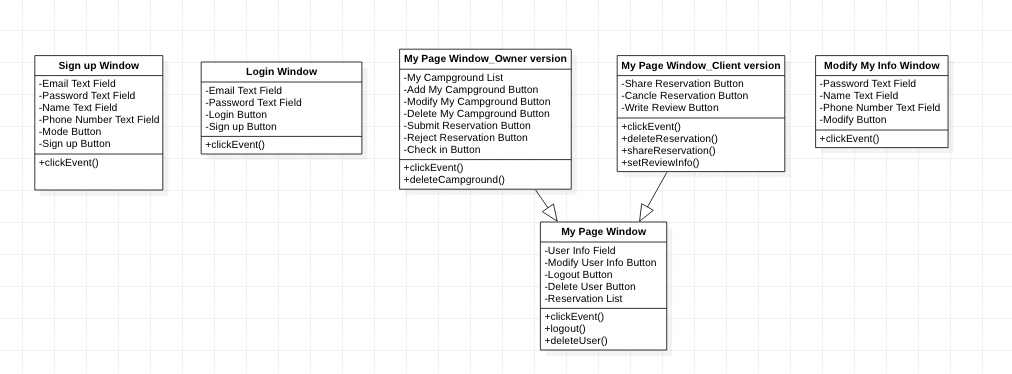 Sign up Window
-Email Text Field
-Password Text Field
-Name Text Field
-Phone Number Text Field
-Mode Button
-Sign up Button
+clickEvent()
Login Window
-Email Text Field
-Password Text Field
-Login Button
-Sign up Button
+clickEvent()
My Page Window_Owner version
-My Campground List
-Add My Campground Button
-Modify My Campground Button
-Delete My Campground Button
-Submit Reservation Button
-Reject Reservation Button
-Check in Button
+clickEvent()
+deleteCampground()
My Page Window_Client version
-Share Reservation Button
-Cancle Reservation Button
-Write Review Button
+clickEvent()
+deleteReservation()
+shareReservation()
+setReviewInfo()
Modify My Info Window
-Password Text Field
-Name Text Field
-Phone Number Text Field
-Modify Button
+clickEvent()
My Page Window
-User Info Field
-Modify User Info Button
-Logout Button
-Delete User Button
-Reservation List
+clickEvent()
+logout()
+deleteUser()